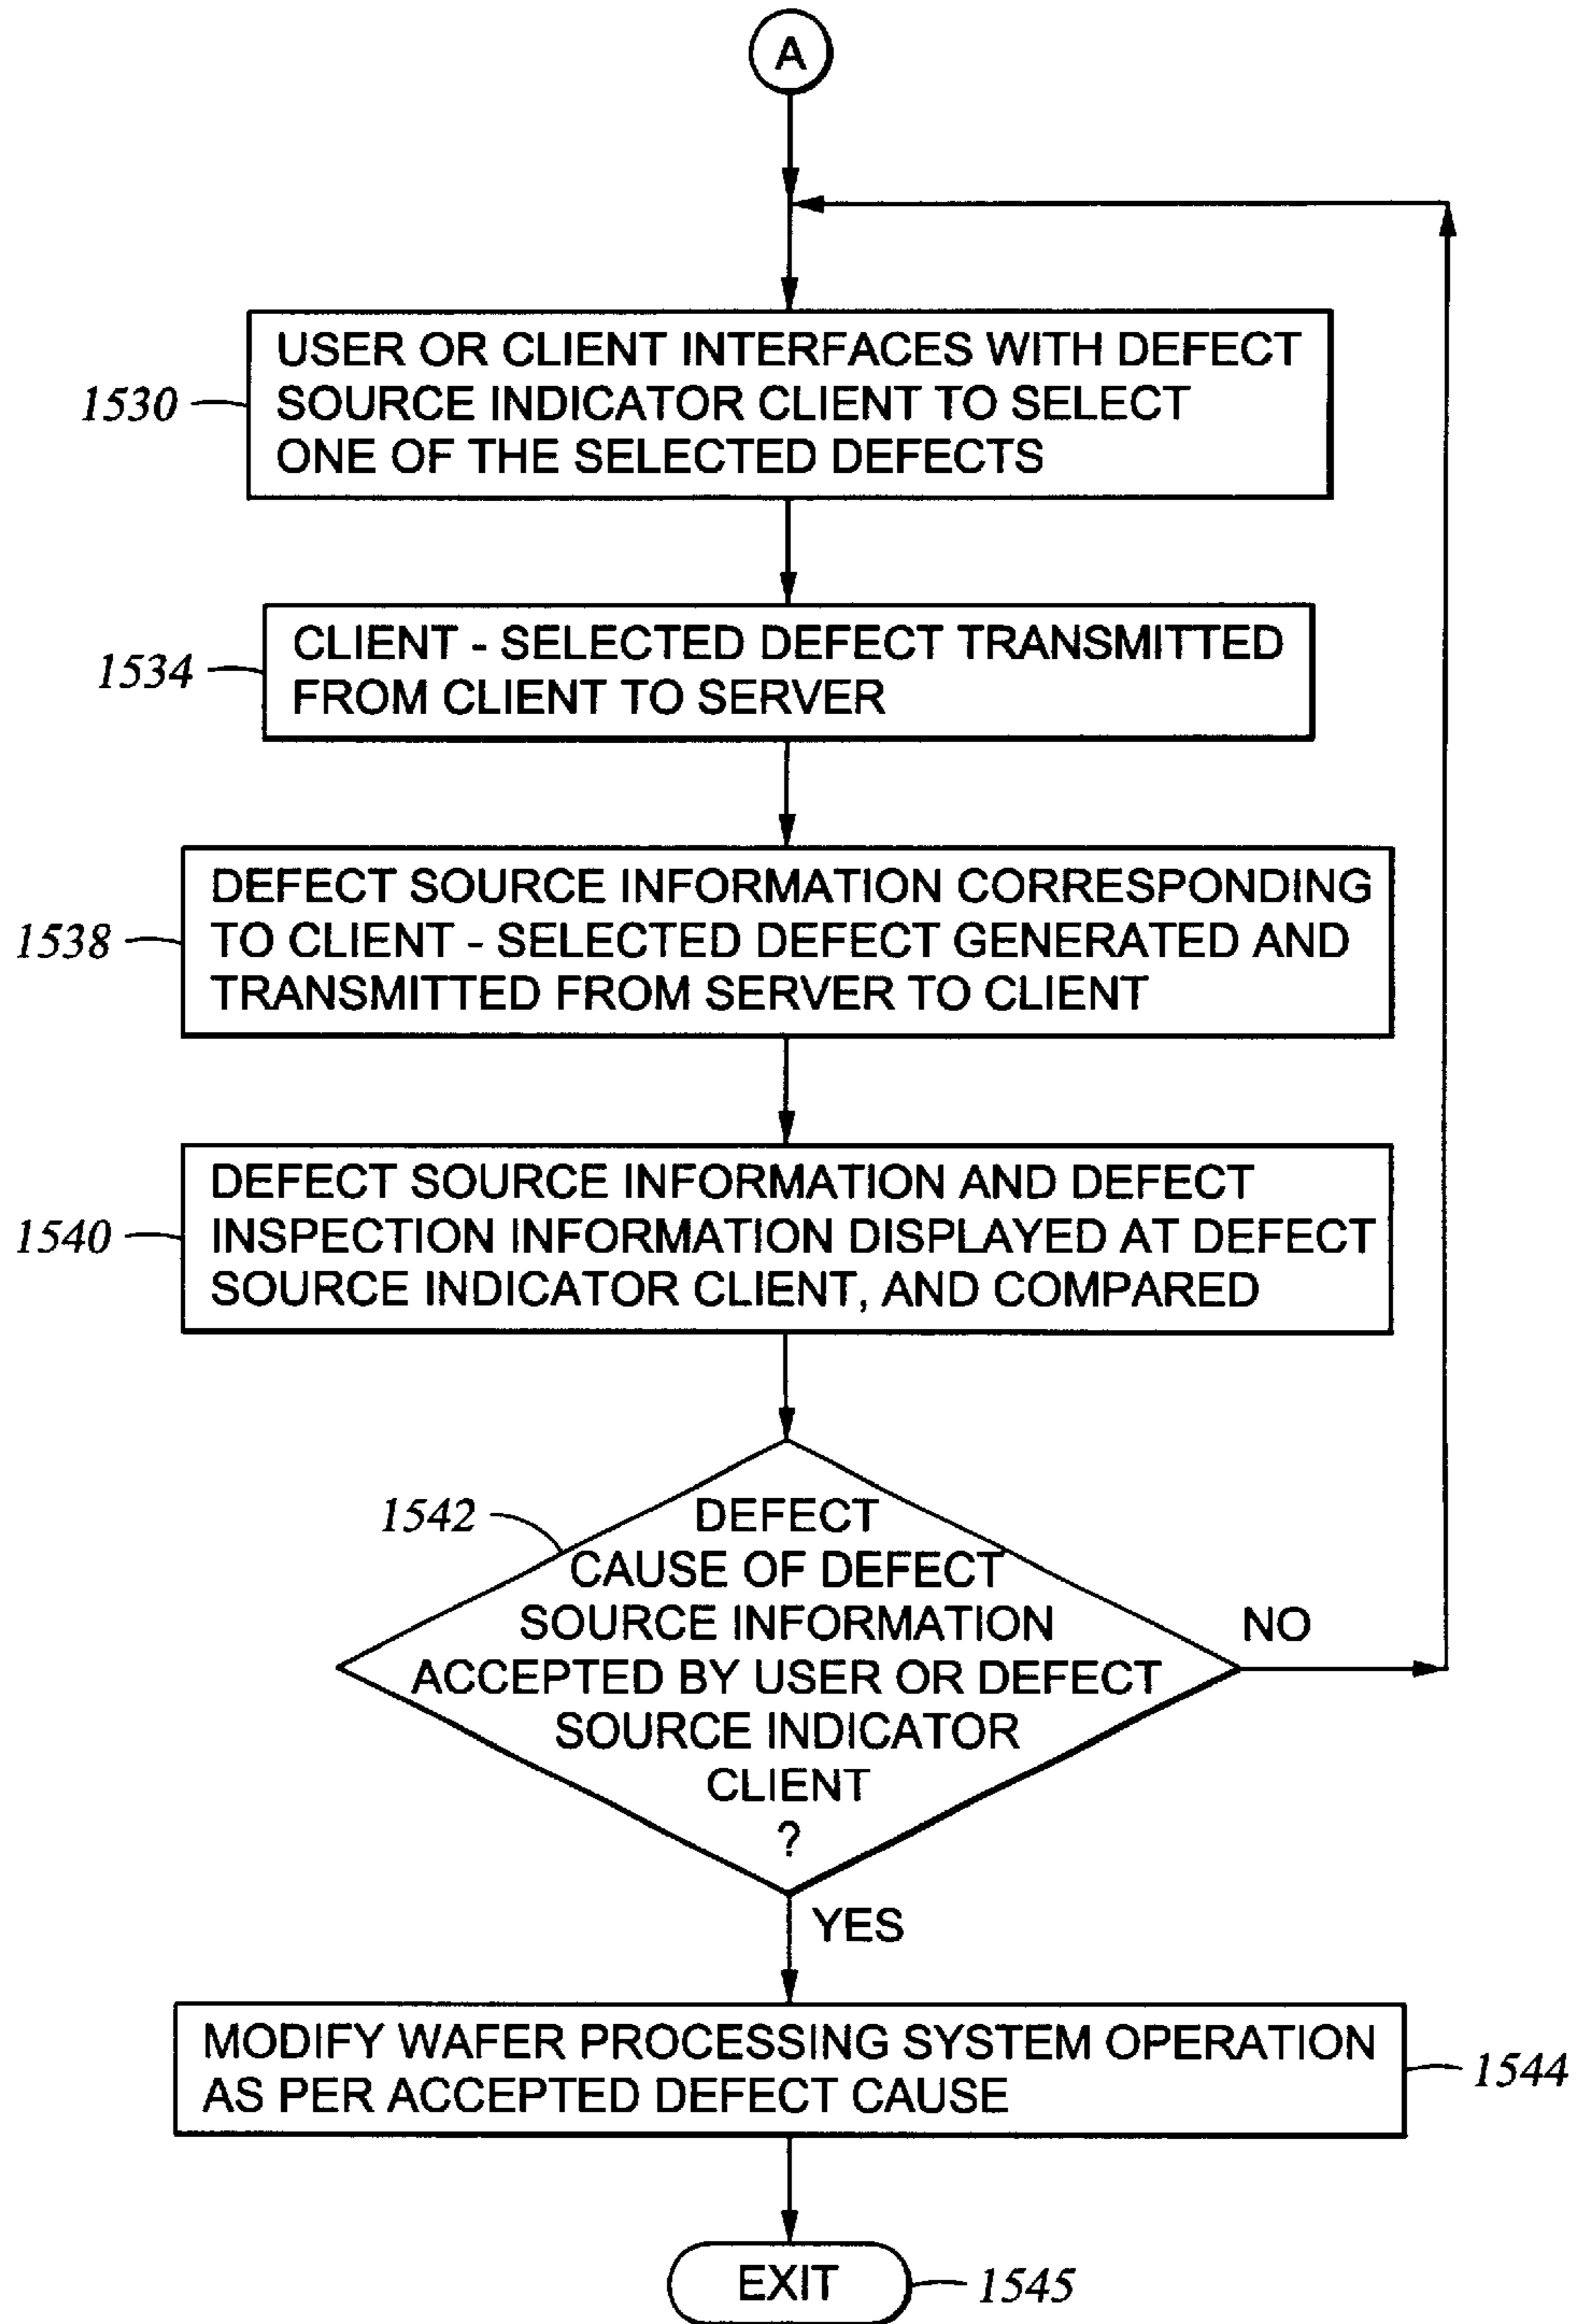 A
1530
USER OR CLIENT INTERFACES WITH DEFECT
SOURCE INDICATOR CLIENT TO SELECT
ONE OF THE SELECTED DEFECTS
1534
CLIENT - SELECTED DEFECT TRANSMITTED
FROM CLIENT TO SERVER
1538
DEFECT SOURCE INFORMATION CORRESPONDING
TO CLIENT - SELECTED DEFECT GENERATED AND
TRANSMITTED FROM SERVER TO CLIENT
1540
DEFECT SOURCE INFORMATION AND DEFECT
INSPECTION INFORMATION DISPLAYED AT DEFECT
SOURCE INDICATOR CLIENT, AND COMPARED
1542
DEFECT
CAUSE OF DEFECT
SOURCE INFORMATION
ACCEPTED BY USER OR DEFECT
SOURCE INDICATOR
CLIENT
?
NO
YES
MODIFY WAFER PROCESSING SYSTEM OPERATION
AS PER ACCEPTED DEFECT CAUSE
1544
EXIT
1545